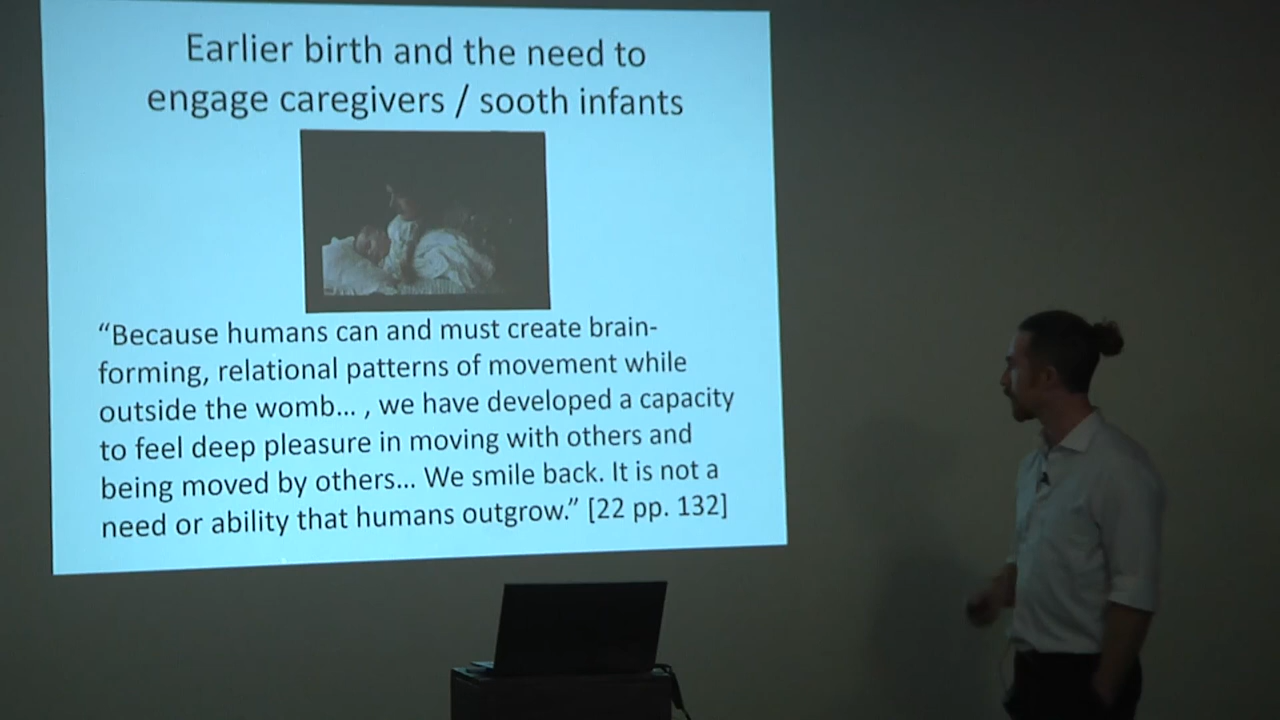 Earlier birth and the need to
engage caregivers / sooth infants
“Because humans can and must create brain-
forming, relational patterns of movement while
outside the womb... , we have developed a capacity
to feel deep pleasure in moving with others and
being moved by others... We smile back. It is not a
need or ability that humans outgrow.” [22 pp. 132]